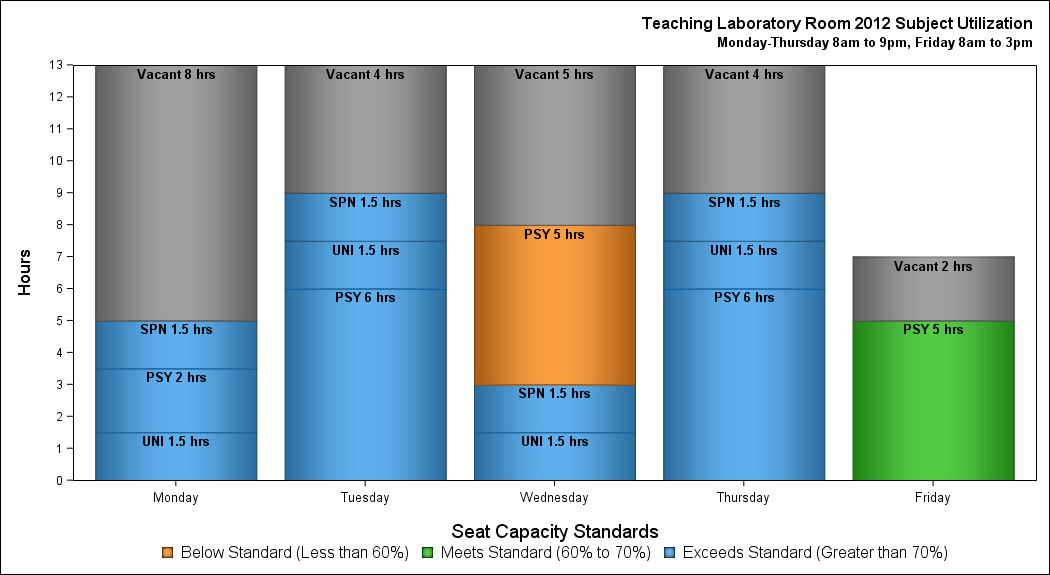 Teaching Laboratory Room 2012 Subject Utilization
Monday-Thursday 8am to 9pm, Friday 8am to 3pm
Hours
13
12
11
10
9
8
7
6
5
4
3
2
1
0
Vacant 8 hrs
SPN 1.5 hrs
PSY 2 hrs
UNI 1.5 hrs
Vacant 4 hrs
SPN 1.5 hrs
UNI 1.5 hrs
PSY 6 hrs
Vacant 5 hrs
PSY 5 hrs
SPN 1.5 hrs
UNI 1.5 hrs
Vacant 4 hrs
SPN 1.5 hrs
UNI 1.5 hrs
PSY 6 hrs
Vacant 2 hrs
PSY 5 hrs
Monday Tuesday Wednesday Thursday Friday
Seat Capacity Standards
Below Standard (Less than 60%) Meets Standard (60% to 70%) Exceeds Standard (Greater than 70%)